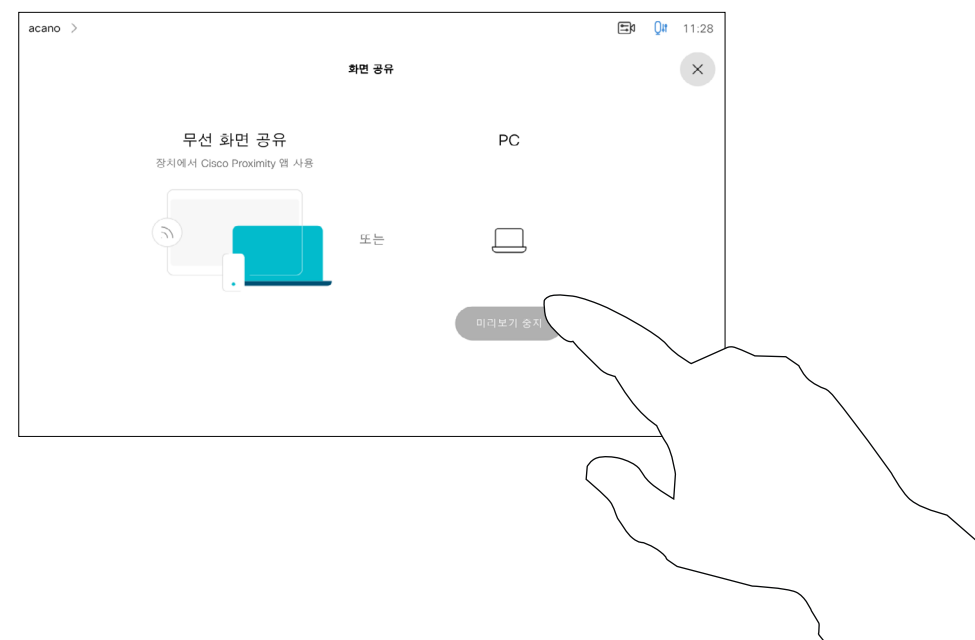 acano >
11:28
화면 공유
무선 화면 공유
장치에서 Cisco Proximity 앱 사용
또는
PC
미리보기 중지